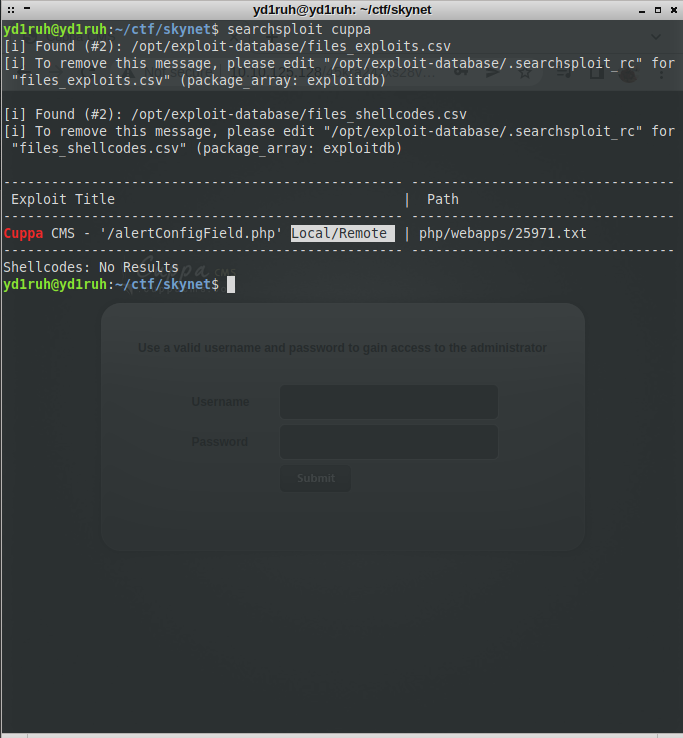 yd1ruh@yd1ruh: ~/ctf/skynet
yd1ruh@yd1ruh:~/ctf/skynet$ searchsploit cuppa
[i] Found (#2): /opt/exploit-database/files_exploits.csv
[i] To remove this message, please edit "/opt/exploit-database/.searchsploit_rc" for
"files_exploits.csv" (package_array: exploitdb)
[i] Found (#2): /opt/exploit-database/files_shellcodes.csv
[i] To remove this message, please edit "/opt/exploit-database/.searchsploit_rc" for
"files_shellcodes.csv" (package_array: exploitdb)
Exploit Title | Path
Cuppa CMS - '/alertConfigField.php' Local/Remote | php/webapps/25971.txt
Shellcodes: No Results
Cuppa CMS
yd1ruh@yd1ruh:~/ctf/skynet$
Use a valid username and password to gain access to the administrator
Username
Password
Submit